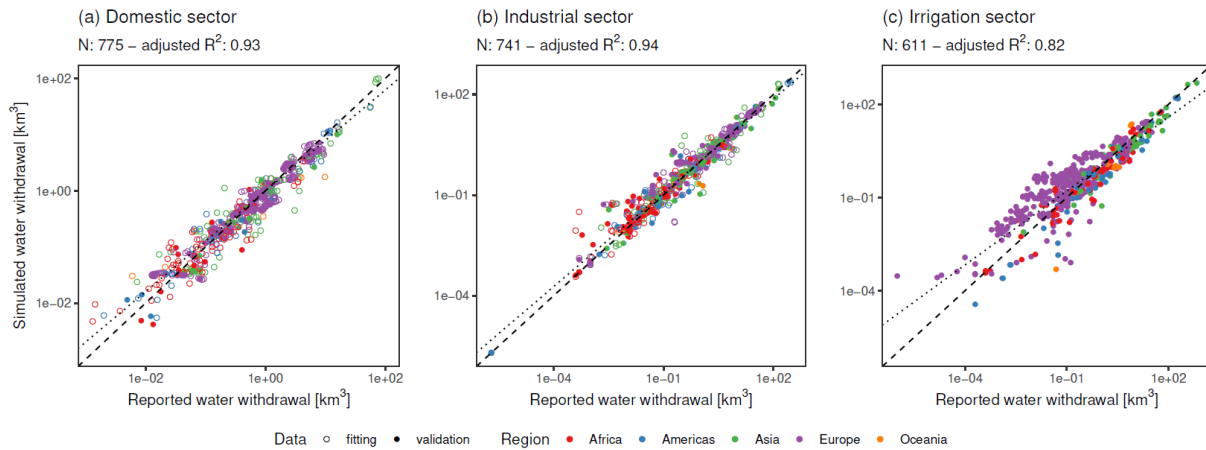 (a) Domestic sector
N: 775 – adjusted R²: 0.93
(b) Industrial sector
N: 741 – adjusted R²: 0.94
(c) Irrigation sector
N: 611 – adjusted R²: 0.82
Simulated water withdrawal [km³]
1e+02
1e+00
1e−02
1e+02
1e−01
1e−04
1e+02
1e−01
1e−04
1e−02 1e+00 1e+02
1e−04 1e−01 1e+02
1e−04 1e−01 1e+02
Reported water withdrawal [km³]
Reported water withdrawal [km³]
Reported water withdrawal [km³]
Data fitting validation Region Africa Americas Asia Europe Oceania